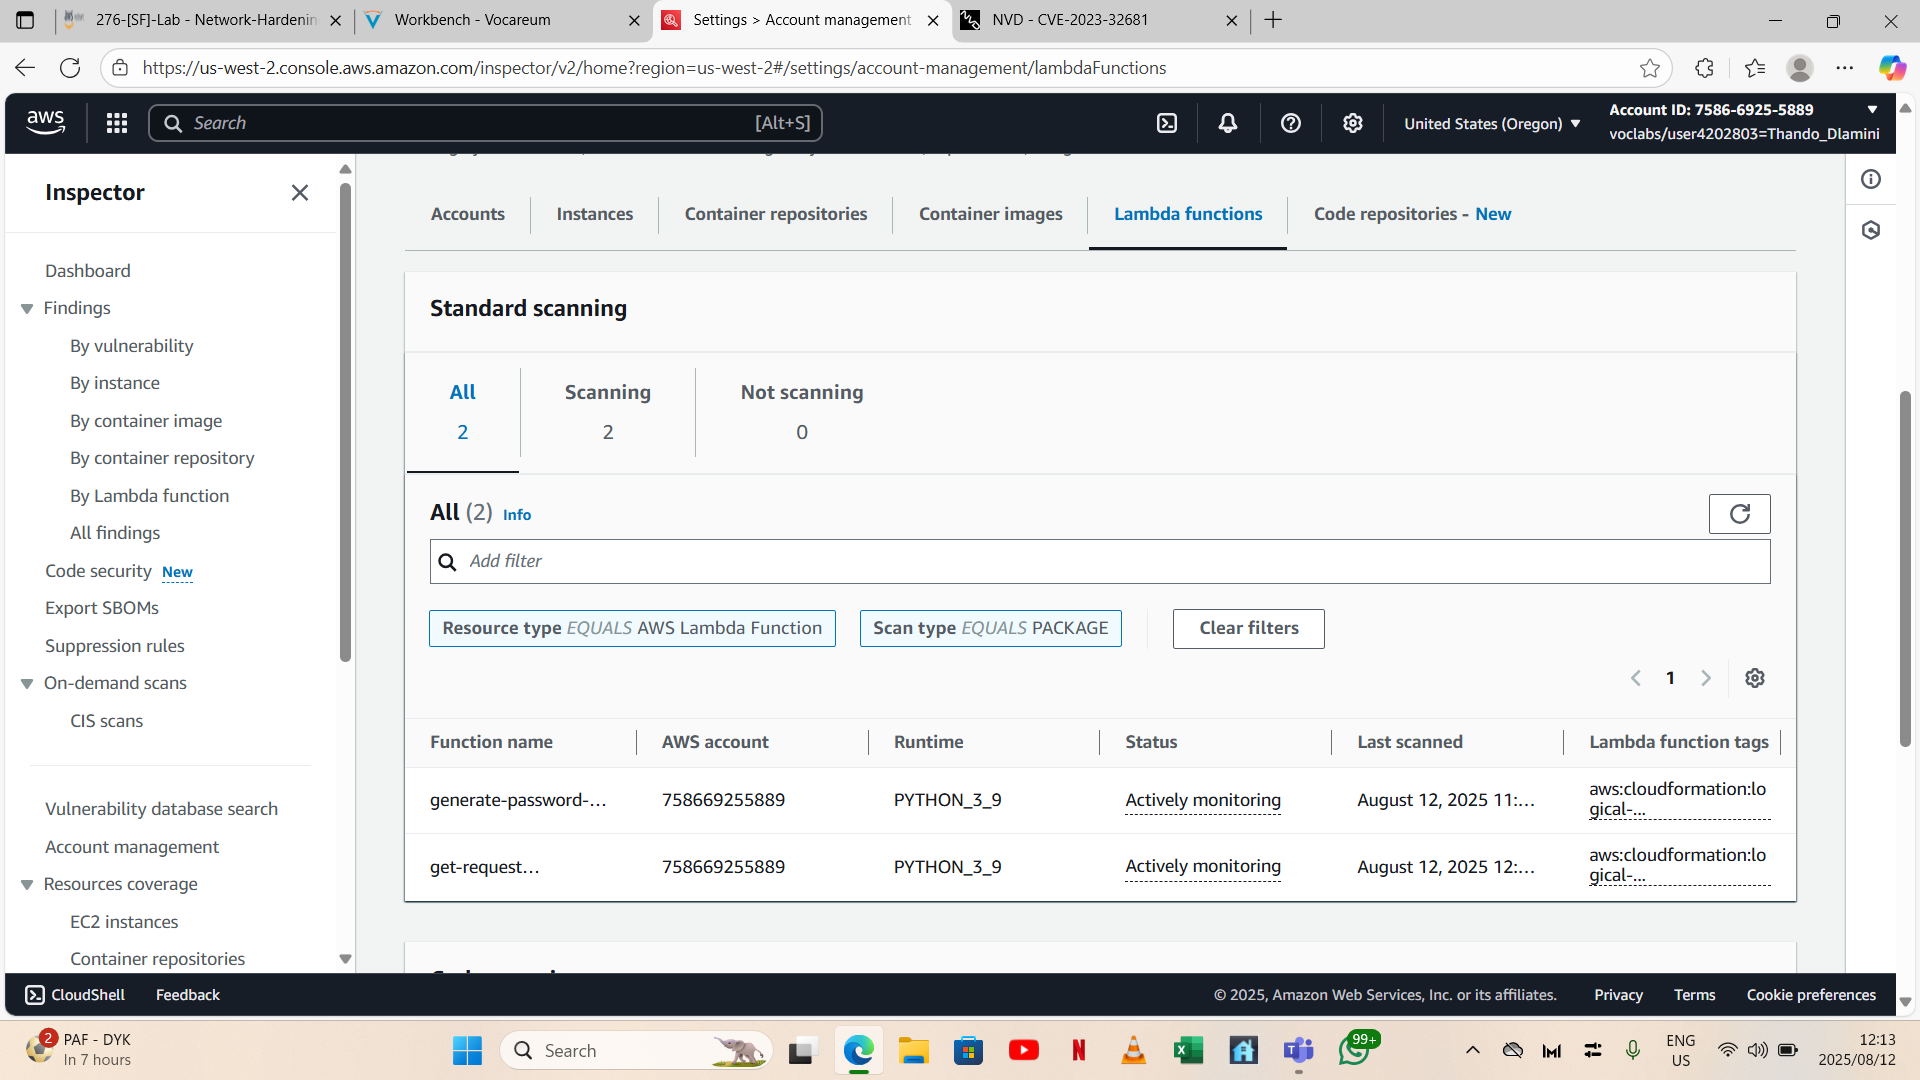 276-[SF]-Lab - Network-Hardenin
Workbench - Vocareum
Settings > Account management
NVD - CVE-2023-32681
https://us-west-2.console.aws.amazon.com/inspector/v2/home?region=us-west-2#/settings/account-management/lambdaFunctions
aws
Search
[Alt+S]
United States (Oregon)
Account ID: 7586-6925-5889
voclabs/user4202803=Thando_Dlamini
Inspector
Dashboard
Findings
By vulnerability
By instance
By container image
By container repository
By Lambda function
All findings
Code security New
Export SBOMs
Suppression rules
On-demand scans
CIS scans
Vulnerability database search
Account management
Resources coverage
EC2 instances
Container repositories
Accounts
Instances
Container repositories
Container images
Lambda functions
Code repositories - New
Standard scanning
All
2
Scanning
2
Not scanning
0
All (2) Info
Add filter
Resource type EQUALS AWS Lambda Function
Scan type EQUALS PACKAGE
Clear filters
1
Function name AWS account Runtime Status Last scanned Lambda function tags
generate-password-... 758669255889 PYTHON_3_9 Actively monitoring August 12, 2025 11:... aws:cloudformation:lo
gical-...
get-request... 758669255889 PYTHON_3_9 Actively monitoring August 12, 2025 12:... aws:cloudformation:lo
gical-...
CloudShell
Feedback
© 2025, Amazon Web Services, Inc. or its affiliates.
Privacy
Terms
Cookie preferences
2
PAF - DYK
In 7 hours
Search
99+
ENG
US
12:13
2025/08/12